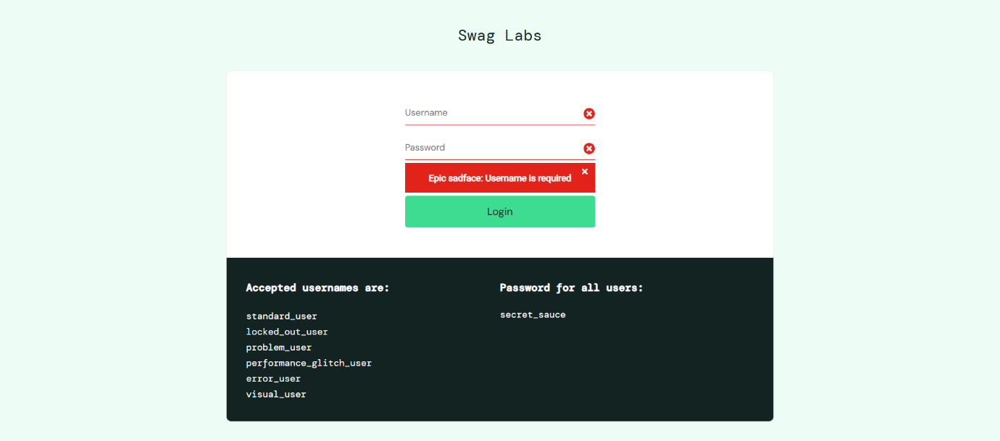 Swag Labs
Username
Password
Epic sadface: Username is required
Login
Accepted usernames are:
standard_user
locked_out_user
problem_user
performance_glitch_user
error_user
visual_user
Password for all users:
secret_sauce